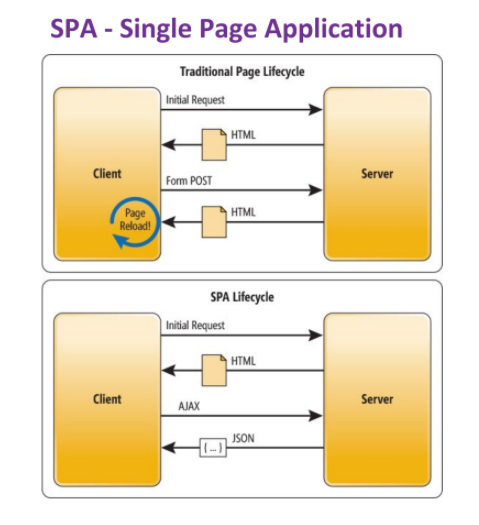 SPA - Single Page Application
Traditional Page Lifecycle
Initial Request
HTML
Client
Server
Form POST
HTML
Page
Reload!
SPA Lifecycle
Initial Request
HTML
Client
Server
AJAX
JSON
{ ... }